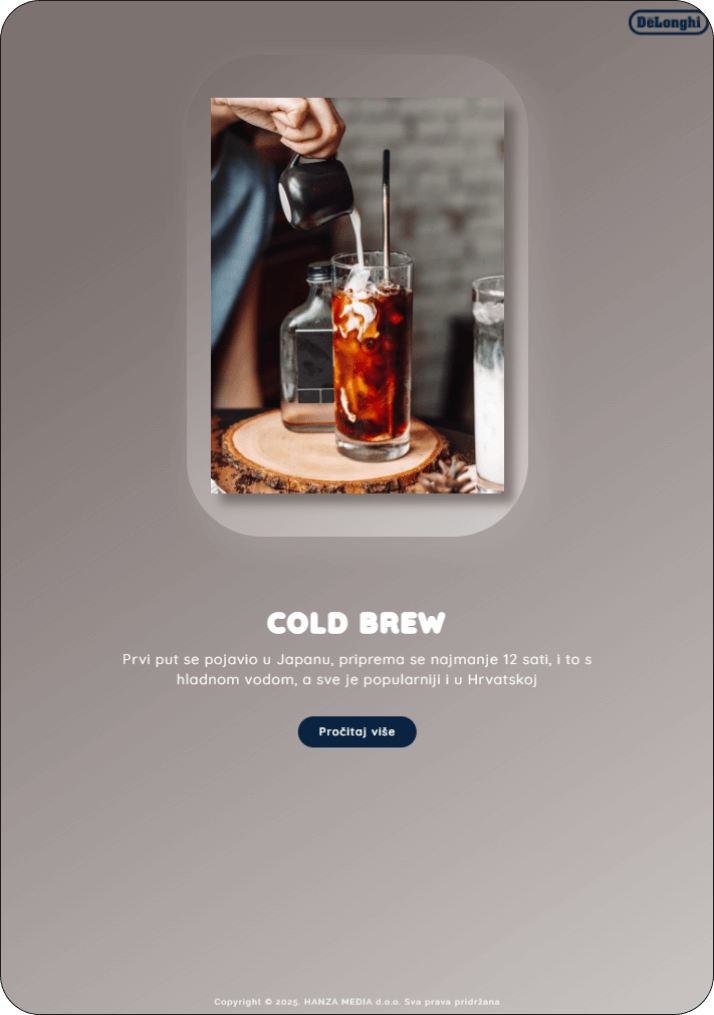 DeLonghi
COLD BREW
Prvi put se pojavio u Japanu, priprema se najmanje 12 sati, i to s
hladnom vodom, a sve je popularniji i u Hrvatskoj
Pročitaj više
Copyright © 2025. HANZA MEDIA d.o.o. Sva prava pridržana